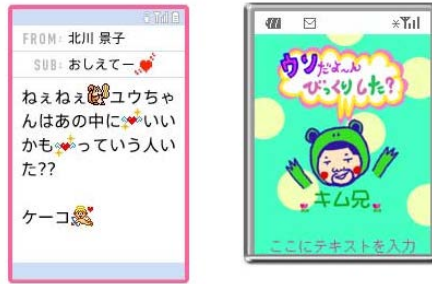 FROM: 北川 景子
SUB: おしえてー
ねぇねぇユウちゃ
んはあの中にいい
かもっていう人い
た??
ケーコ
ウソだよ〜ん
びっくりした?
キム兄
ここにテキストを入力